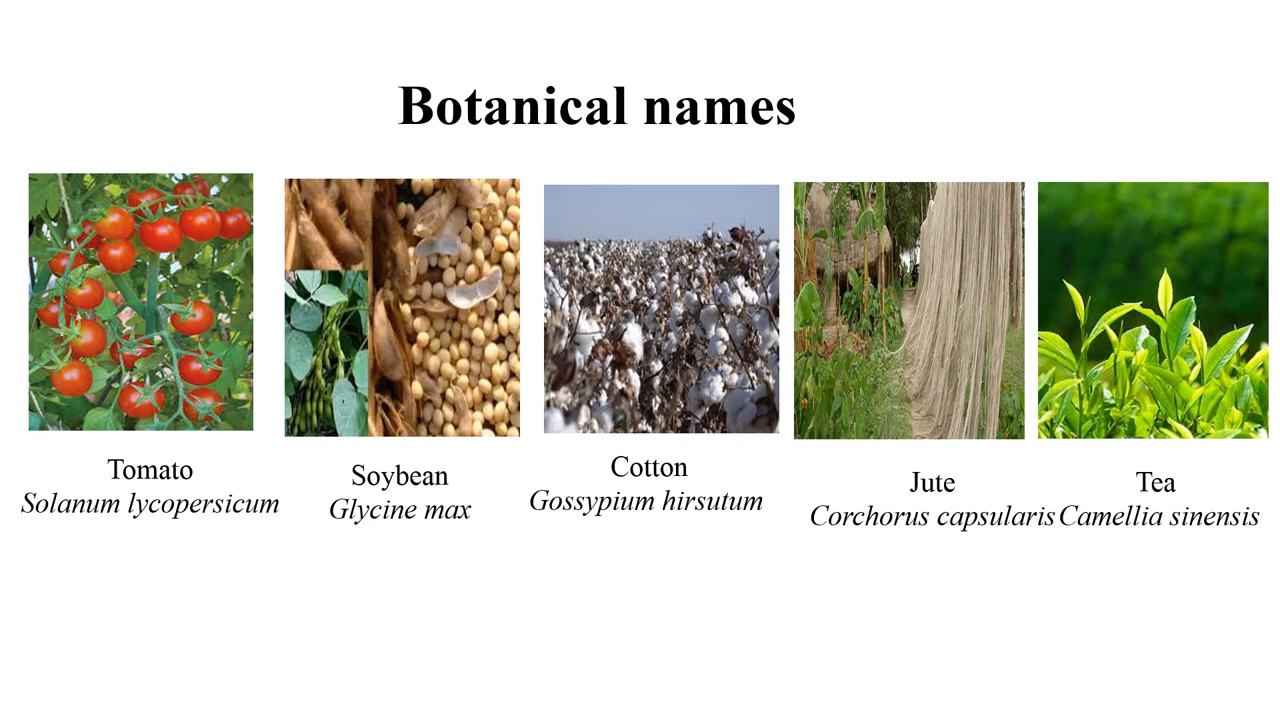 Botanical names
Tomato
Solanum lycopersicum
Soybean
Glycine max
Cotton
Gossypium hirsutum
Jute
Corchorus capsularis
Tea
Camellia sinensis